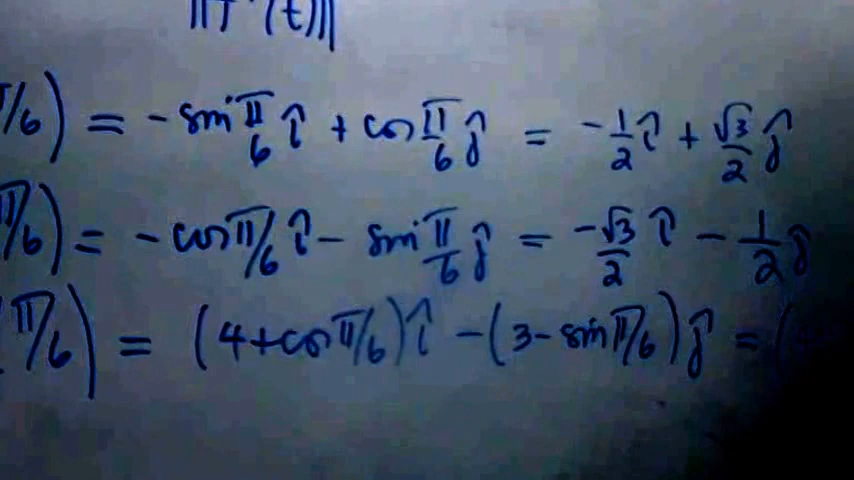 ||T'(t)||
π/6) = -sin π/6 î + cos π/6 ĵ = -1/2 î + √3/2 ĵ
π/6) = -cos π/6 î - sin π/6 ĵ = -√3/2 î - 1/2 ĵ
(π/6) = (4+cos π/6) î - (3-sin π/6) ĵ = (